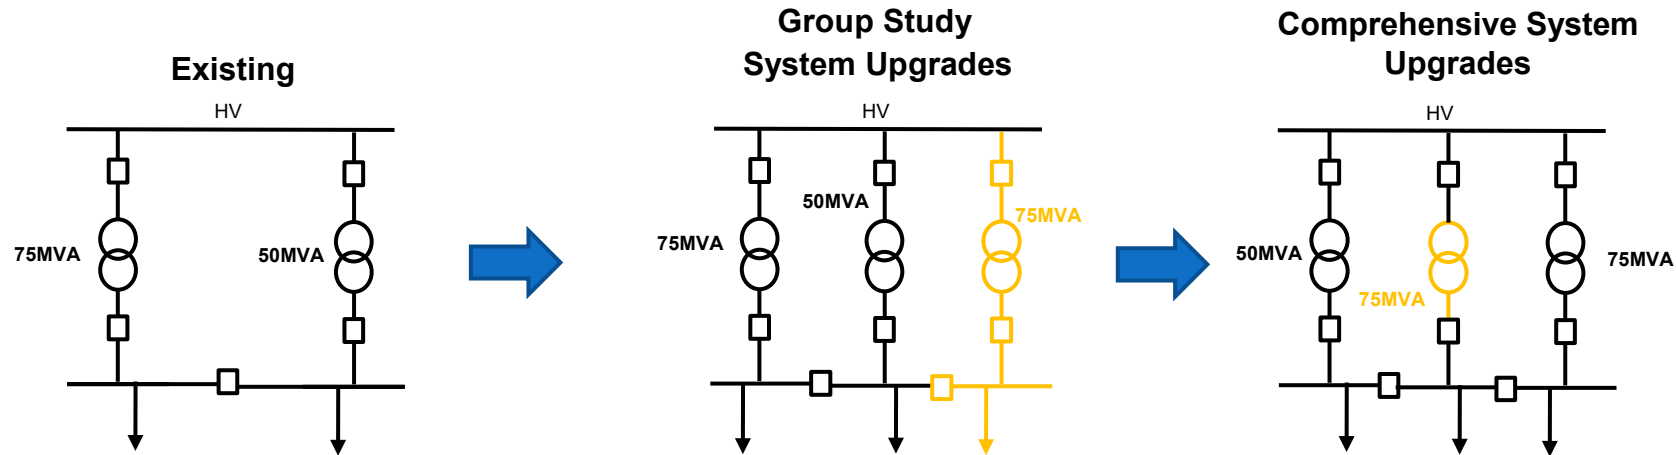 Existing
HV
75MVA
50MVA
Group Study
System Upgrades
HV
75MVA
50MVA
75MVA
Comprehensive System
Upgrades
HV
50MVA
75MVA
75MVA